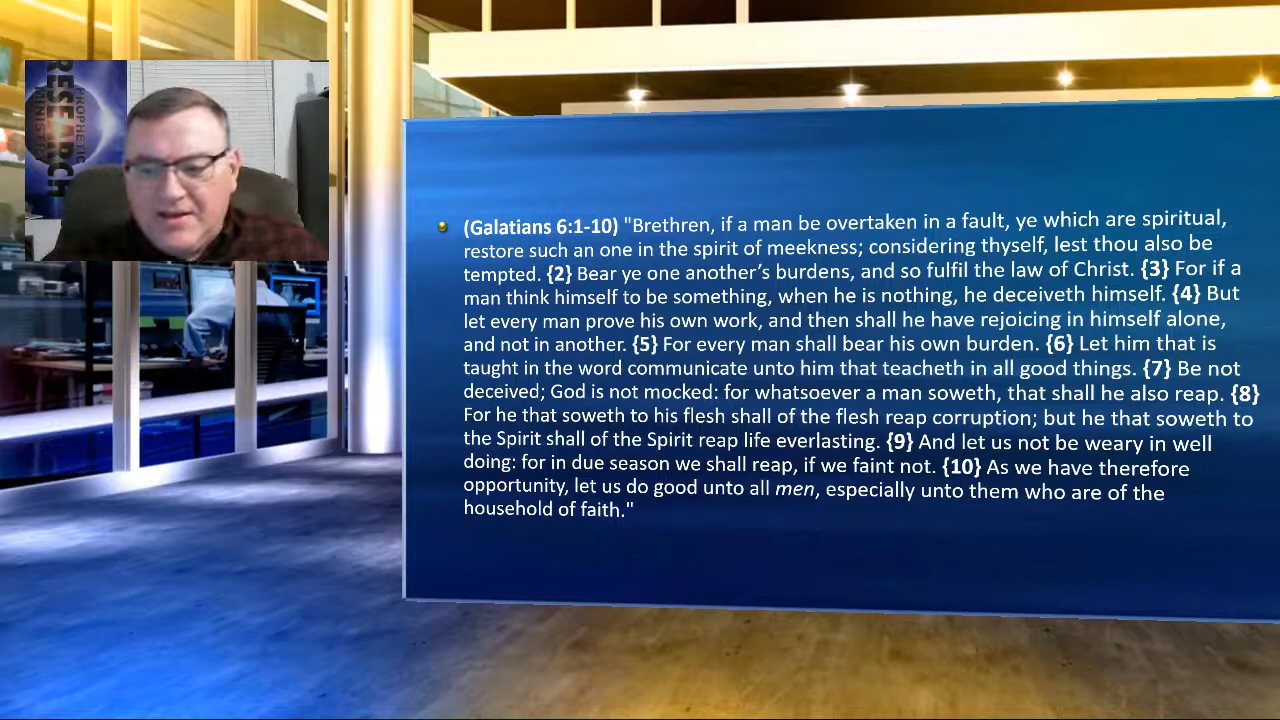 PROPHETIC
RESEARCH
MINISTRY
(Galatians 6:1-10) "Brethren, if a man be overtaken in a fault, ye which are spiritual,
restore such an one in the spirit of meekness; considering thyself, lest thou also be
tempted. {2} Bear ye one another’s burdens, and so fulfil the law of Christ. {3} For if a
man think himself to be something, when he is nothing, he deceiveth himself. {4} But
let every man prove his own work, and then shall he have rejoicing in himself alone,
and not in another. {5} For every man shall bear his own burden. {6} Let him that is
taught in the word communicate unto him that teacheth in all good things. {7} Be not
deceived; God is not mocked: for whatsoever a man soweth, that shall he also reap. {8}
For he that soweth to his flesh shall of the flesh reap corruption; but he that soweth to
the Spirit shall of the Spirit reap life everlasting. {9} And let us not be weary in well
doing: for in due season we shall reap, if we faint not. {10} As we have therefore
opportunity, let us do good unto all men, especially unto them who are of the
household of faith."